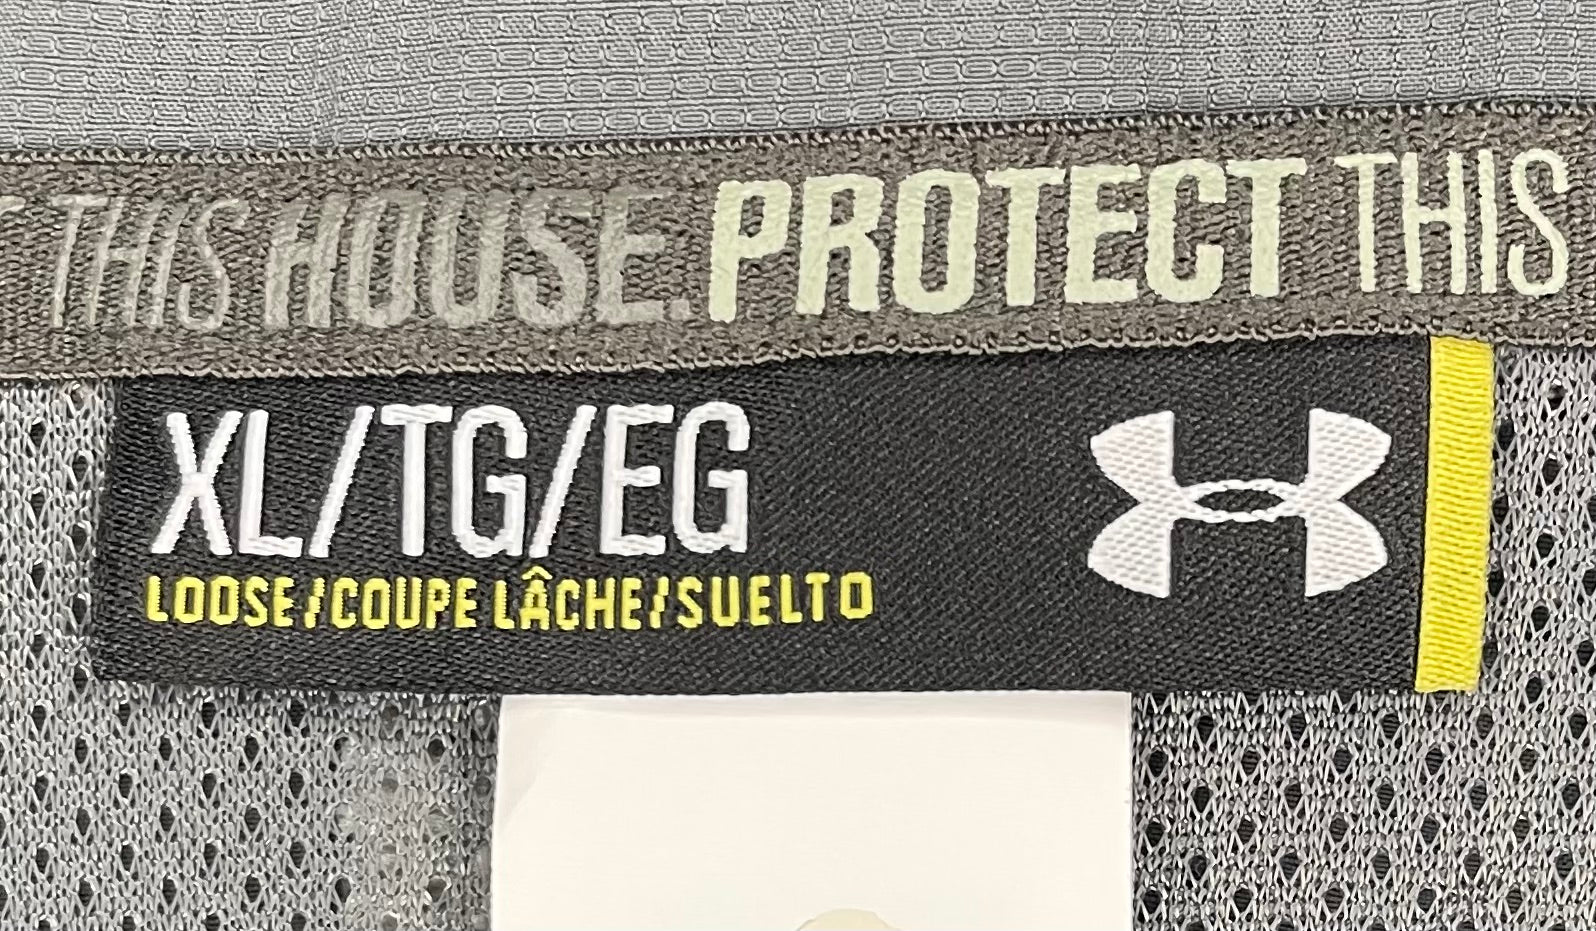 THIS HOUSE. PROTECT THIS
XL/TG/EG
LOOSE/COUPE LÂCHE/SUELTO